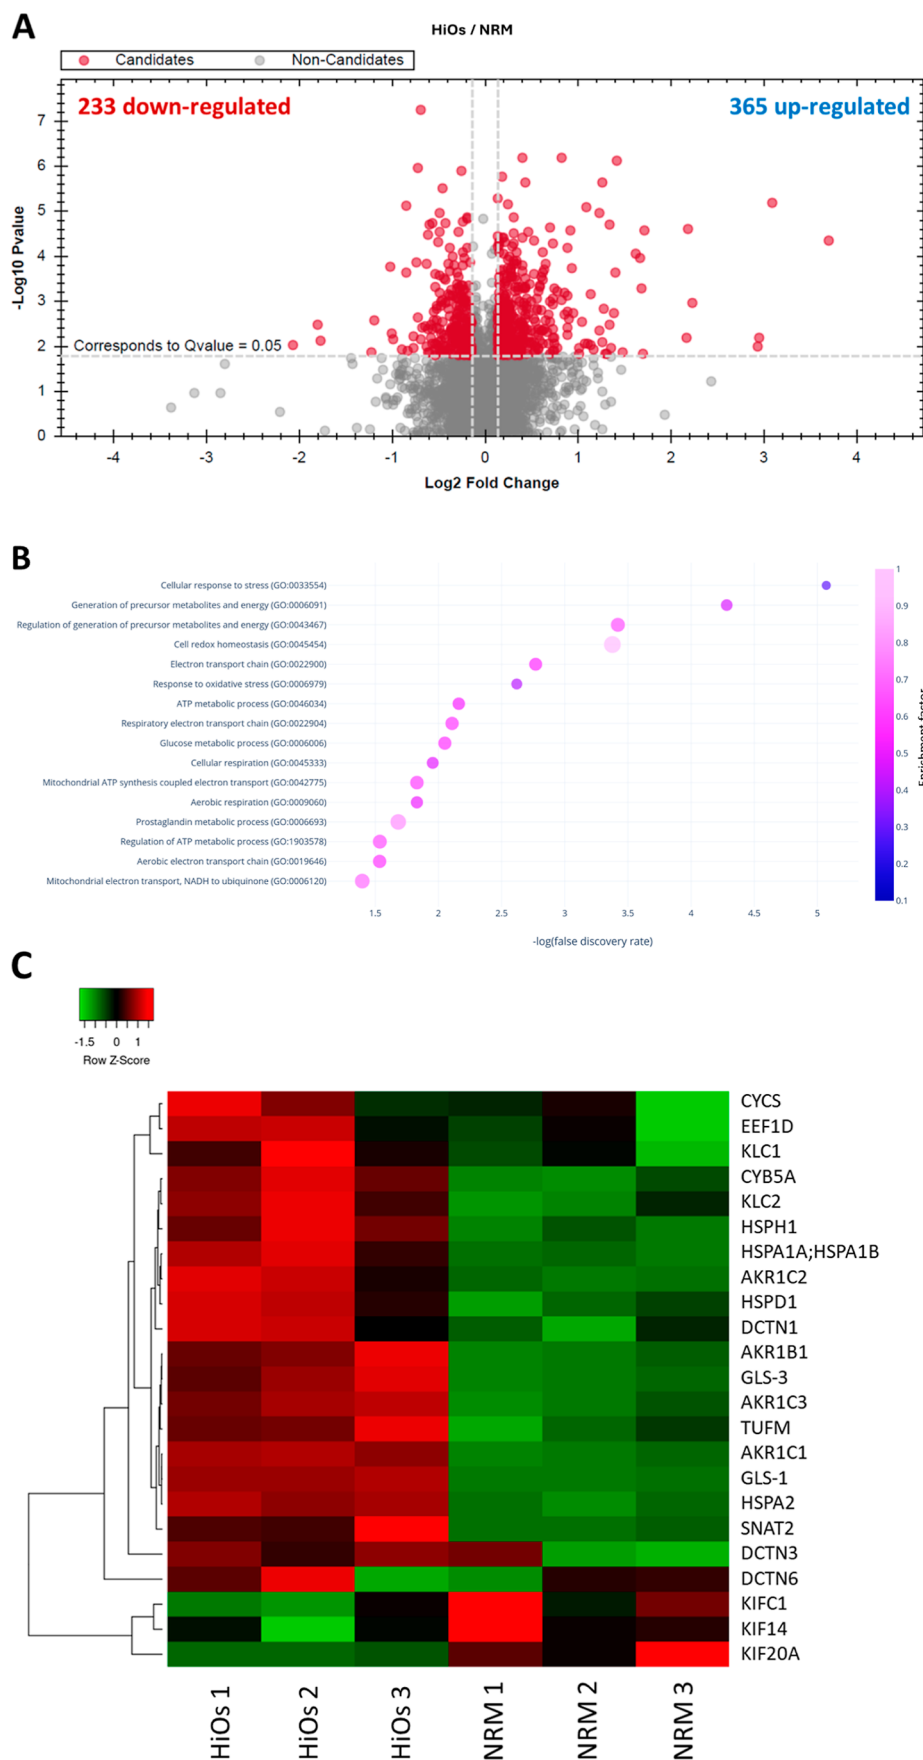 A
HiOs / NRM
Candidates Non-Candidates
233 down-regulated 365 up-regulated
7
6
5
4
3
2
1
0
-Log10 Pvalue
Corresponds to Qvalue = 0.05
-4 -3 -2 -1 0 1 2 3 4
Log2 Fold Change
B
Cellular response to stress (GO:0033554)
Generation of precursor metabolites and energy (GO:0006091)
Regulation of generation of precursor metabolites and energy (GO:0043467)
Cell redox homeostasis (GO:0045454)
Electron transport chain (GO:0022900)
Response to oxidative stress (GO:0006979)
ATP metabolic process (GO:0046034)
Respiratory electron transport chain (GO:0022904)
Glucose metabolic process (GO:0006006)
Cellular respiration (GO:0045333)
Mitochondrial ATP synthesis coupled electron transport (GO:0042775)
Aerobic respiration (GO:0009060)
Prostaglandin metabolic process (GO:0006693)
Regulation of ATP metabolic process (GO:1903578)
Aerobic electron transport chain (GO:0019646)
Mitochondrial electron transport, NADH to ubiquinone (GO:0006120)
1.5 2 2.5 3 3.5 4 4.5 5
-log(false discovery rate)
1
0.9
0.8
0.7
0.6
0.5
0.4
0.3
0.2
0.1
Enrichment factor
C
-1.5 0 1
Row Z-Score
CYCS
EEF1D
KLC1
CYB5A
KLC2
HSPH1
HSPA1A;HSPA1B
AKR1C2
HSPD1
DCTN1
AKR1B1
GLS-3
AKR1C3
TUFM
AKR1C1
GLS-1
HSPA2
SNAT2
DCTN3
DCTN6
KIFC1
KIF14
KIF20A
HiOs 1
HiOs 2
HiOs 3
NRM 1
NRM 2
NRM 3